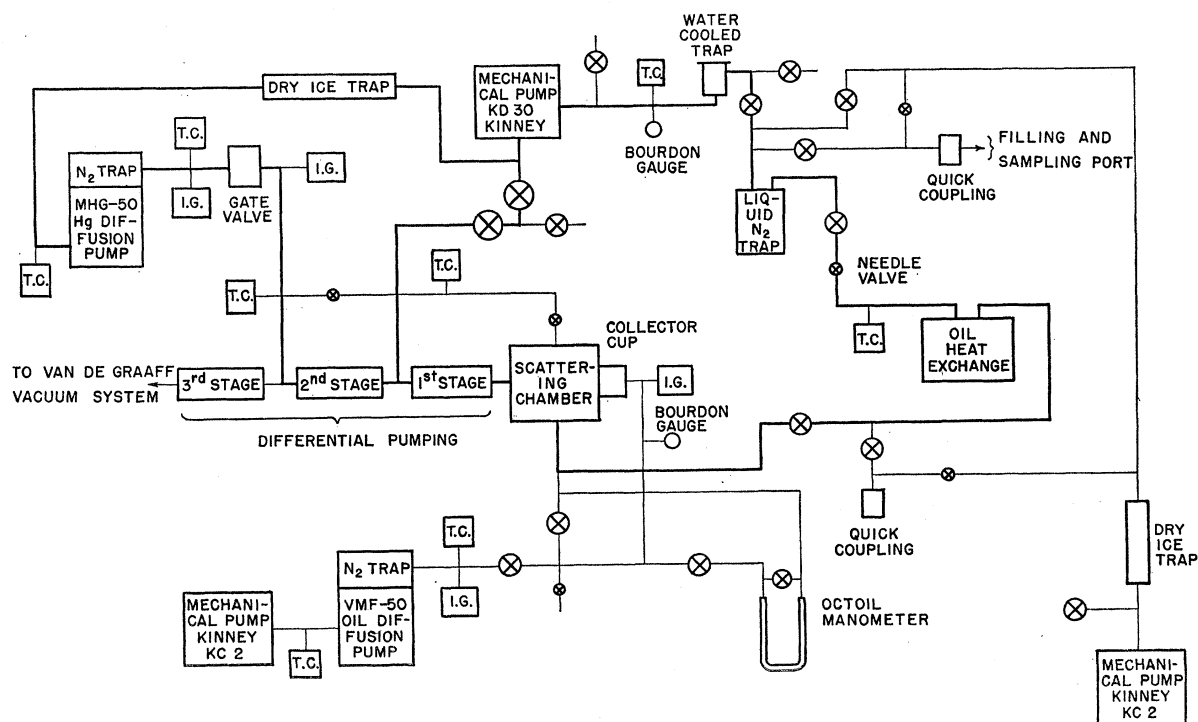 WATER
COOLED
TRAP
MECHANI-
CAL PUMP
KD 30
KINNEY
T.C.
DRY ICE TRAP
BOURDON
GAUGE
FILLING AND
SAMPLING PORT
QUICK
COUPLING
T.C.
N2 TRAP
I.G.
I.G.
GATE
VALVE
MHG-50
Hg DIF-
FUSION
PUMP
LIQ-
UID
N2
TRAP
T.C.
T.C.
T.C.
NEEDLE
VALVE
T.C.
OIL
HEAT
EXCHANGE
COLLECTOR
CUP
TO VAN DE GRAAFF
VACUUM SYSTEM
3rd STAGE
2nd STAGE
1st STAGE
SCATTER-
ING
CHAMBER
I.G.
BOURDON
GAUGE
DIFFERENTIAL PUMPING
QUICK
COUPLING
DRY
ICE
TRAP
T.C.
N2 TRAP
I.G.
VMF-50
OIL DIF-
FUSION
PUMP
MECHANI-
CAL PUMP
KINNEY
KC 2
T.C.
OCTOIL
MANOMETER
MECHANI-
CAL PUMP
KINNEY
KC 2